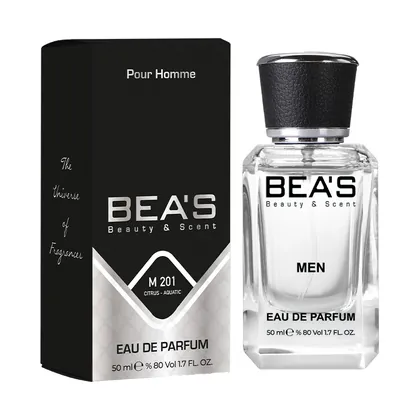 Pour Homme
The
Universe
of
Fragrances
BEA'S
Beauty & Scent
M 201
CITRUS - AQUATIC
EAU DE PARFUM
50 ml ℮ % 80 Vol 1.7 FL. OZ.
BEA'S
Beauty & Scent
MEN
EAU DE PARFUM
50 ml ℮ % 80 Vol 1.7 FL. OZ.